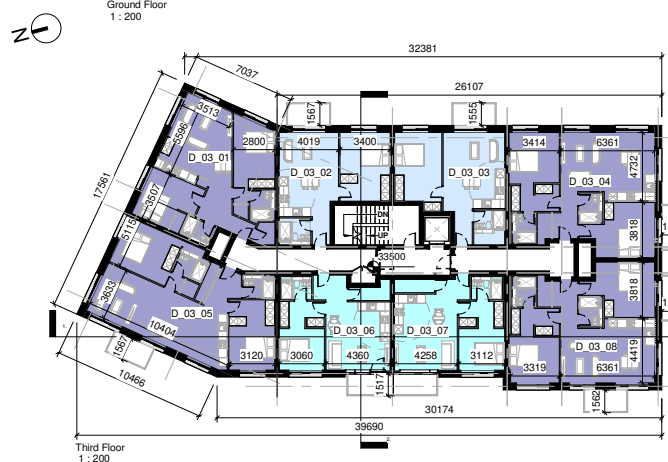 Ground Floor
1 : 200
N
32381
7037
26107
1567
1555
3513
5596
2800
4019
3400
3414
6361
4732
D_03_01
D_03_02
D_03_03
D_03_04
17561
3507
DN
UP
3818
5115
33500
3633
3818
D_03_05
D_03_06
D_03_07
D_03_08
10404
1567
3120
3060
4360
4258
3112
3319
6361
4419
10466
1517
1562
30174
39690
Third Floor
1 : 200